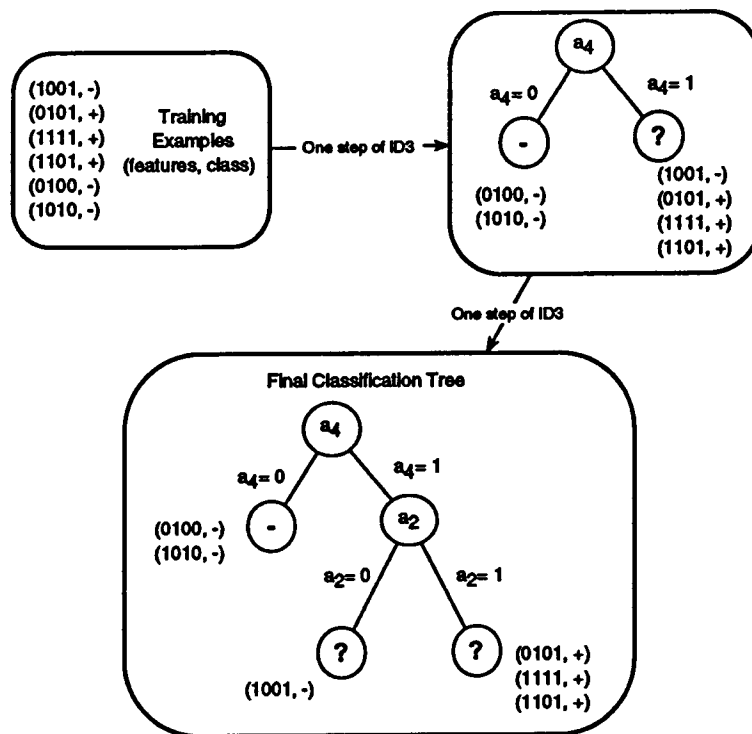 (1001, -)
(0101, +)
(1111, +)
(1101, +)
(0100, -)
(1010, -)
Training
Examples
(features, class)
One step of ID3
a4
a4= 0
a4= 1
-
?
(0100, -)
(1010, -)
(1001, -)
(0101, +)
(1111, +)
(1101, +)
One step of ID3
Final Classification Tree
a4
a4= 0
a4= 1
-
a2
(0100, -)
(1010, -)
a2= 0
a2= 1
?
?
(1001, -)
(0101, +)
(1111, +)
(1101, +)